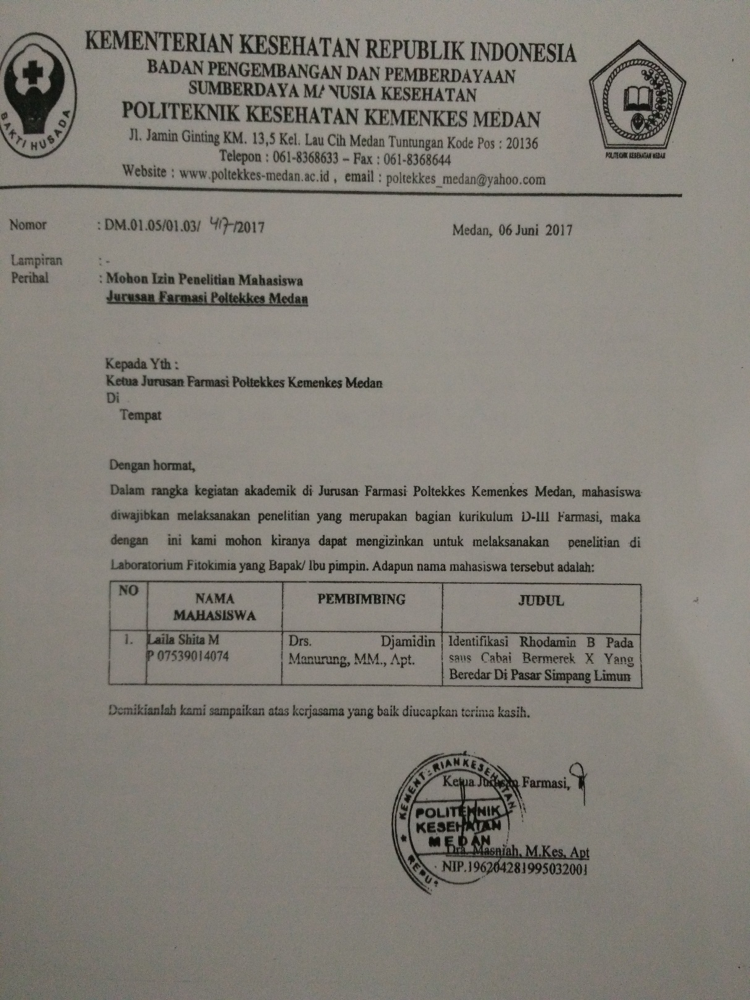 KEMENTERIAN KESEHATAN REPUBLIK INDONESIA
BADAN PENGEMBANGAN DAN PEMBERDAYAAN
SUMBERDAYA MANUSIA KESEHATAN
POLITEKNIK KESEHATAN KEMENKES MEDAN
Jl. Jamin Ginting KM. 13,5 Kel. Lau Cih Medan Tuntungan Kode Pos : 20136
Telepon : 061-8368633 – Fax : 061-8368644
Website : www.poltekkes-medan.ac.id , email : poltekkes_medan@yahoo.com
BAKTI HUSADA
POLITEKNIK KESEHATAN MEDAN
Nomor : DM.01.05/01.03/ 417/2017 Medan, 06 Juni 2017
Lampiran : -
Perihal : Mohon Izin Penelitian Mahasiswa
Jurusan Farmasi Poltekkes Medan
Kepada Yth :
Ketua Jurusan Farmasi Poltekkes Kemenkes Medan
Di
Tempat
Dengan hormat,
Dalam rangka kegiatan akademik di Jurusan Farmasi Poltekkes Kemenkes Medan, mahasiswa
diwajibkan melaksanakan penelitian yang merupakan bagian kurikulum D-III Farmasi, maka
dengan ini kami mohon kiranya dapat mengizinkan untuk melaksanakan penelitian di
Laboratorium Fitokimia yang Bapak/ Ibu pimpin. Adapun nama mahasiswa tersebut adalah:
NO NAMA MAHASISWA PEMBIMBING JUDUL
1. Laila Shita M Drs. Djamidin Identifikasi Rhodamin B Pada
P 07539014074 Manurung, MM., Apt. saus Cabai Bermerek X Yang
Beredar Di Pasar Simpang Limun
Demikianlah kami sampaikan atas kerjasama yang baik diucapkan terima kasih.
Ketua Jurusan Farmasi,
KEMENTERIAN KESEHATAN
POLITEKNIK
KESEHATAN
MEDAN
Dra. Masniah, M.Kes, Apt
NIP.196204281995032001